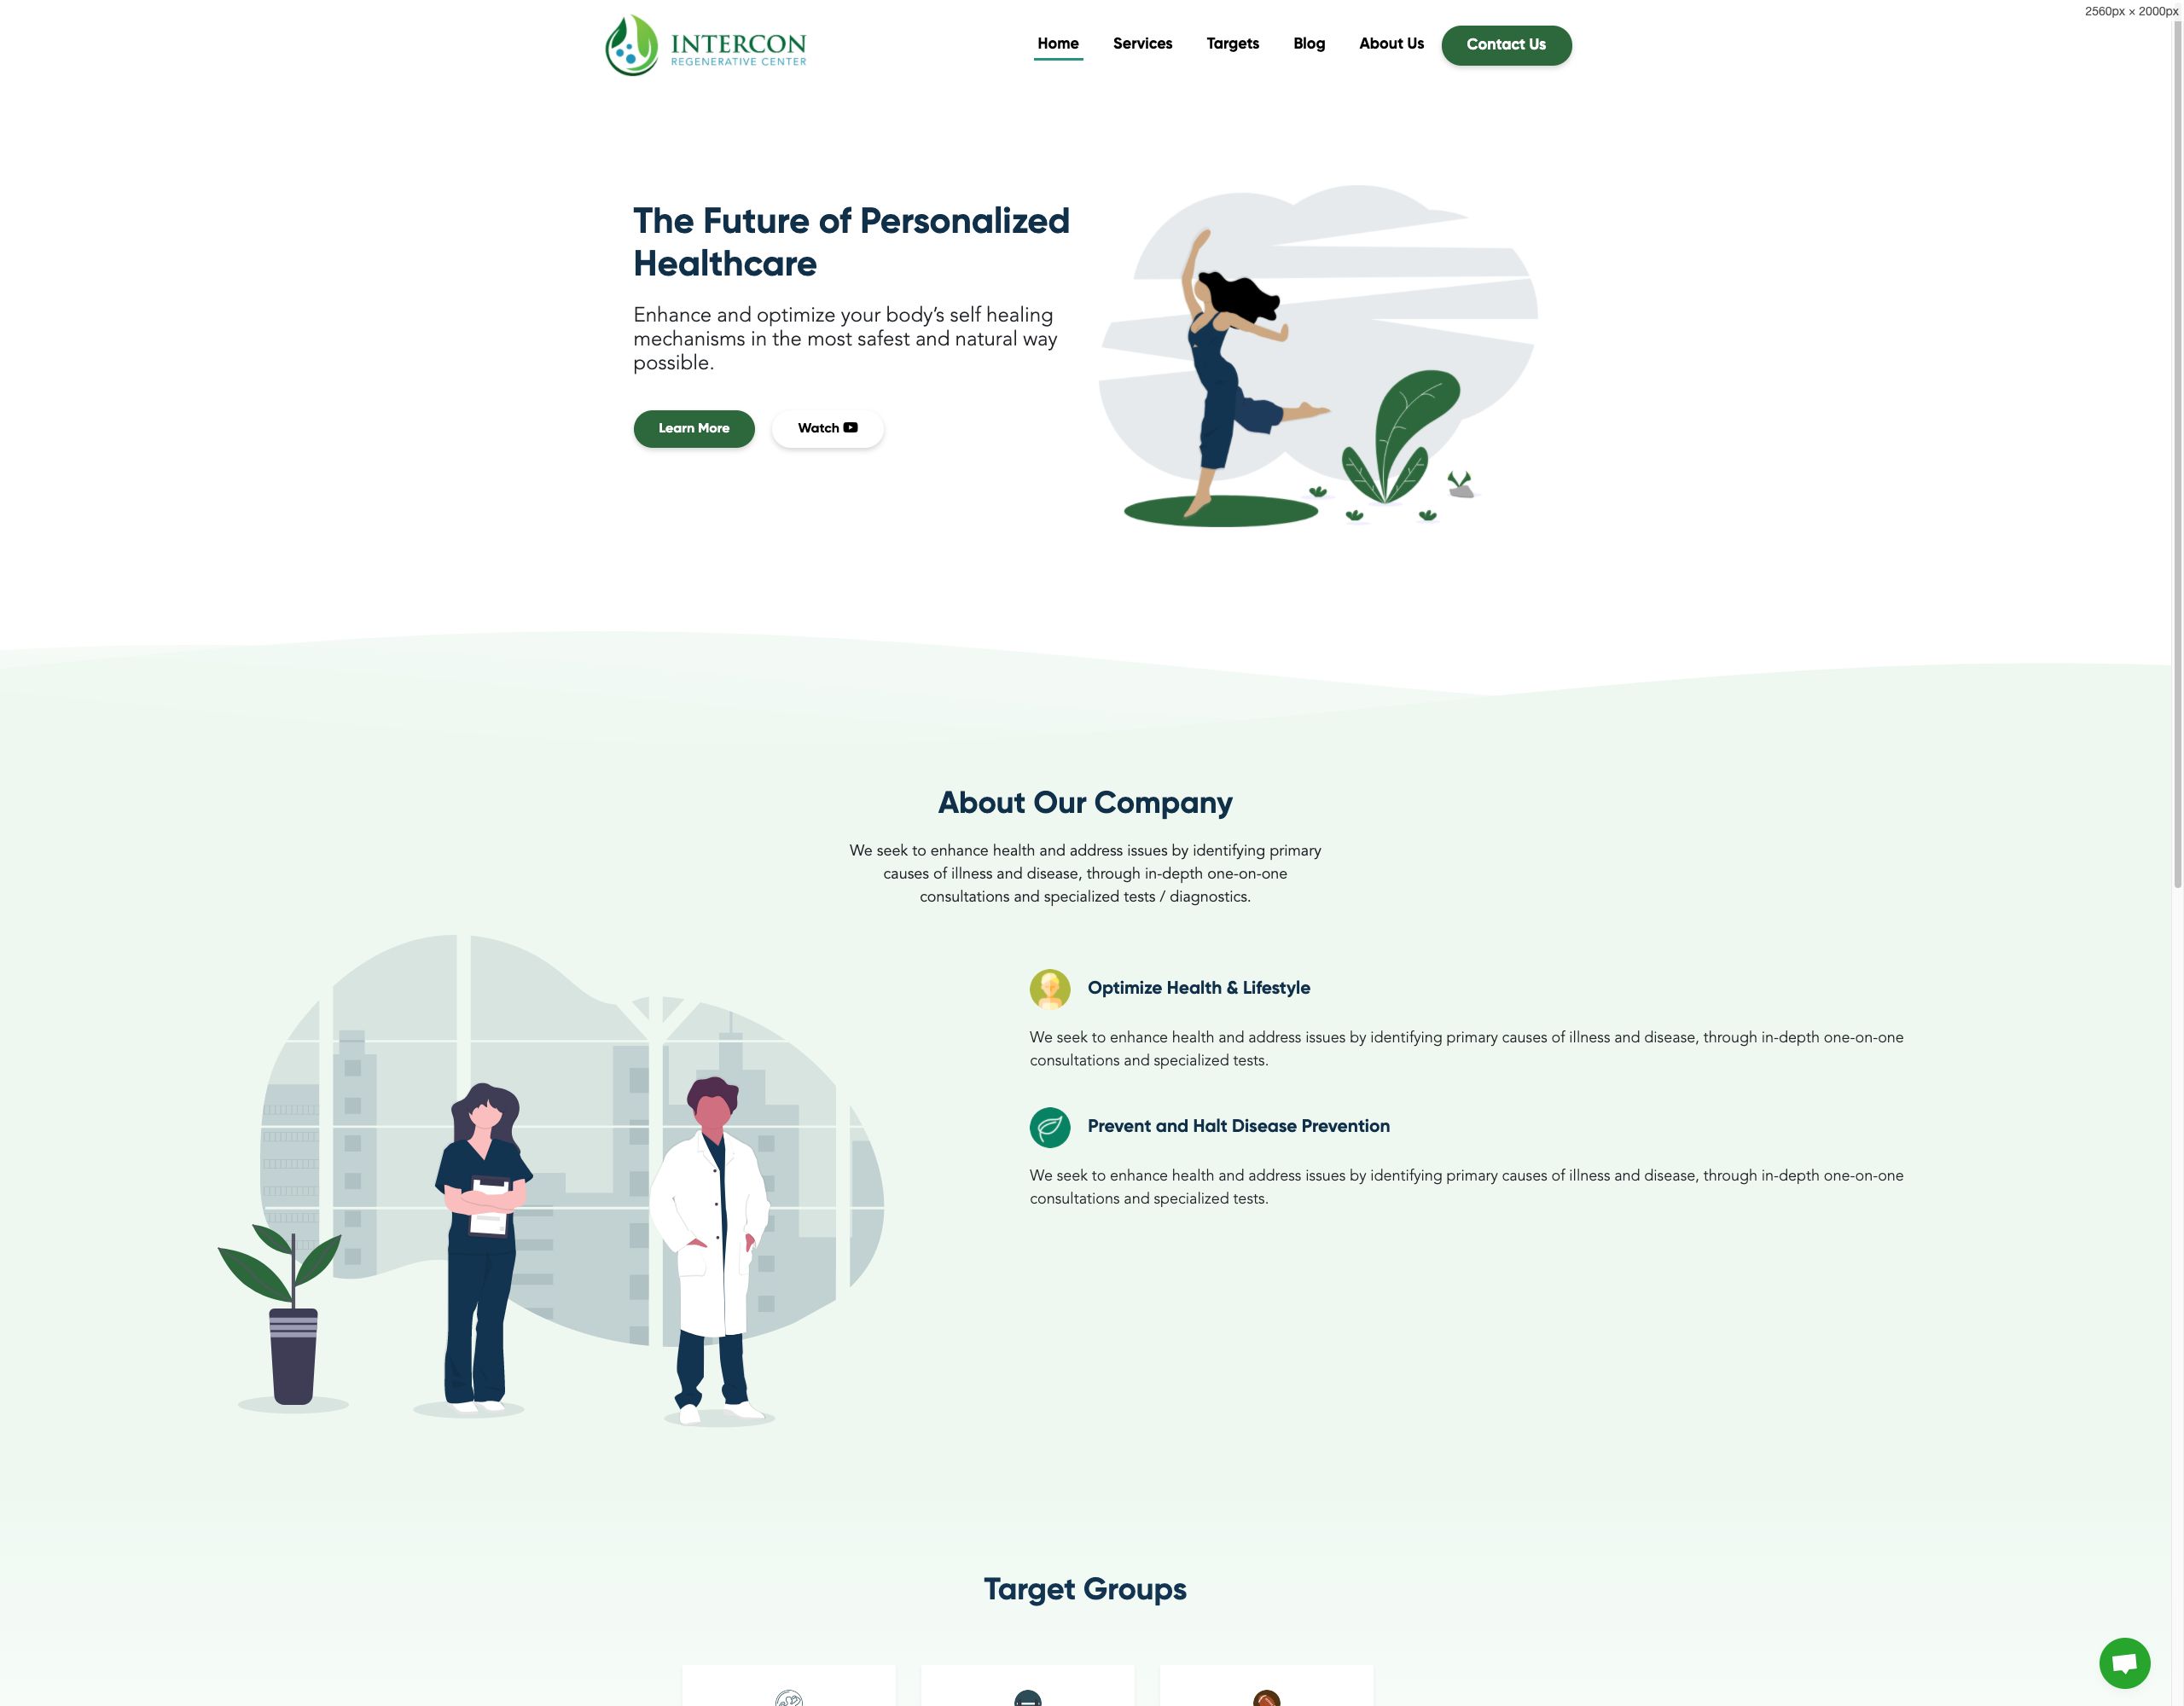 2560px × 2000px
INTERCON
REGENERATIVE CENTER
Home Services Targets Blog About Us Contact Us
The Future of Personalized
Healthcare
Enhance and optimize your body's self healing
mechanisms in the most safest and natural way
possible.
Learn More Watch
About Our Company
We seek to enhance health and address issues by identifying primary
causes of illness and disease, through in-depth one-on-one
consultations and specialized tests / diagnostics.
Optimize Health & Lifestyle
We seek to enhance health and address issues by identifying primary causes of illness and disease, through in-depth one-on-one
consultations and specialized tests.
Prevent and Halt Disease Prevention
We seek to enhance health and address issues by identifying primary causes of illness and disease, through in-depth one-on-one
consultations and specialized tests.
Target Groups